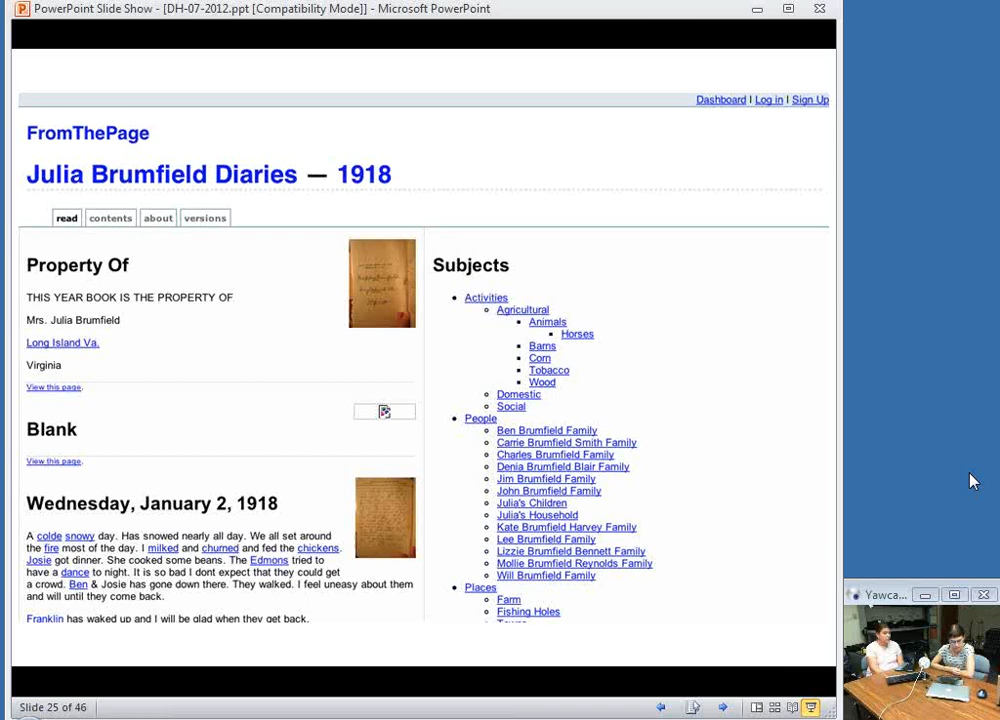 PowerPoint Slide Show - [DH-07-2012.ppt [Compatibility Mode]] - Microsoft PowerPoint
Dashboard | Log in | Sign Up
FromThePage
Julia Brumfield Diaries — 1918
read contents about versions
Property Of
THIS YEAR BOOK IS THE PROPERTY OF
Mrs. Julia Brumfield
Long Island Va.
Virginia
View this page.
Blank
View this page.
Wednesday, January 2, 1918
A colde snowy day. Has snowed nearly all day. We all set around
the fire most of the day. I milked and churned and fed the chickens.
Josie got dinner. She cooked some beans. The Edmons tried to
have a dance to night. It is so bad I dont expect that they could get
a crowd. Ben & Josie has gone down there. They walked. I feel uneasy about them
and will until they come back.
Franklin has waked up and I will be glad when they get back.
Subjects
Activities
Agricultural
Animals
Horses
Barns
Corn
Tobacco
Wood
Domestic
Social
People
Ben Brumfield Family
Carrie Brumfield Smith Family
Charles Brumfield Family
Denia Brumfield Blair Family
Jim Brumfield Family
John Brumfield Family
Julia's Children
Julia's Household
Kate Brumfield Harvey Family
Lee Brumfield Family
Lizzie Brumfield Bennett Family
Mollie Brumfield Reynolds Family
Will Brumfield Family
Places
Farm
Fishing Holes
Yawca...
Slide 25 of 46